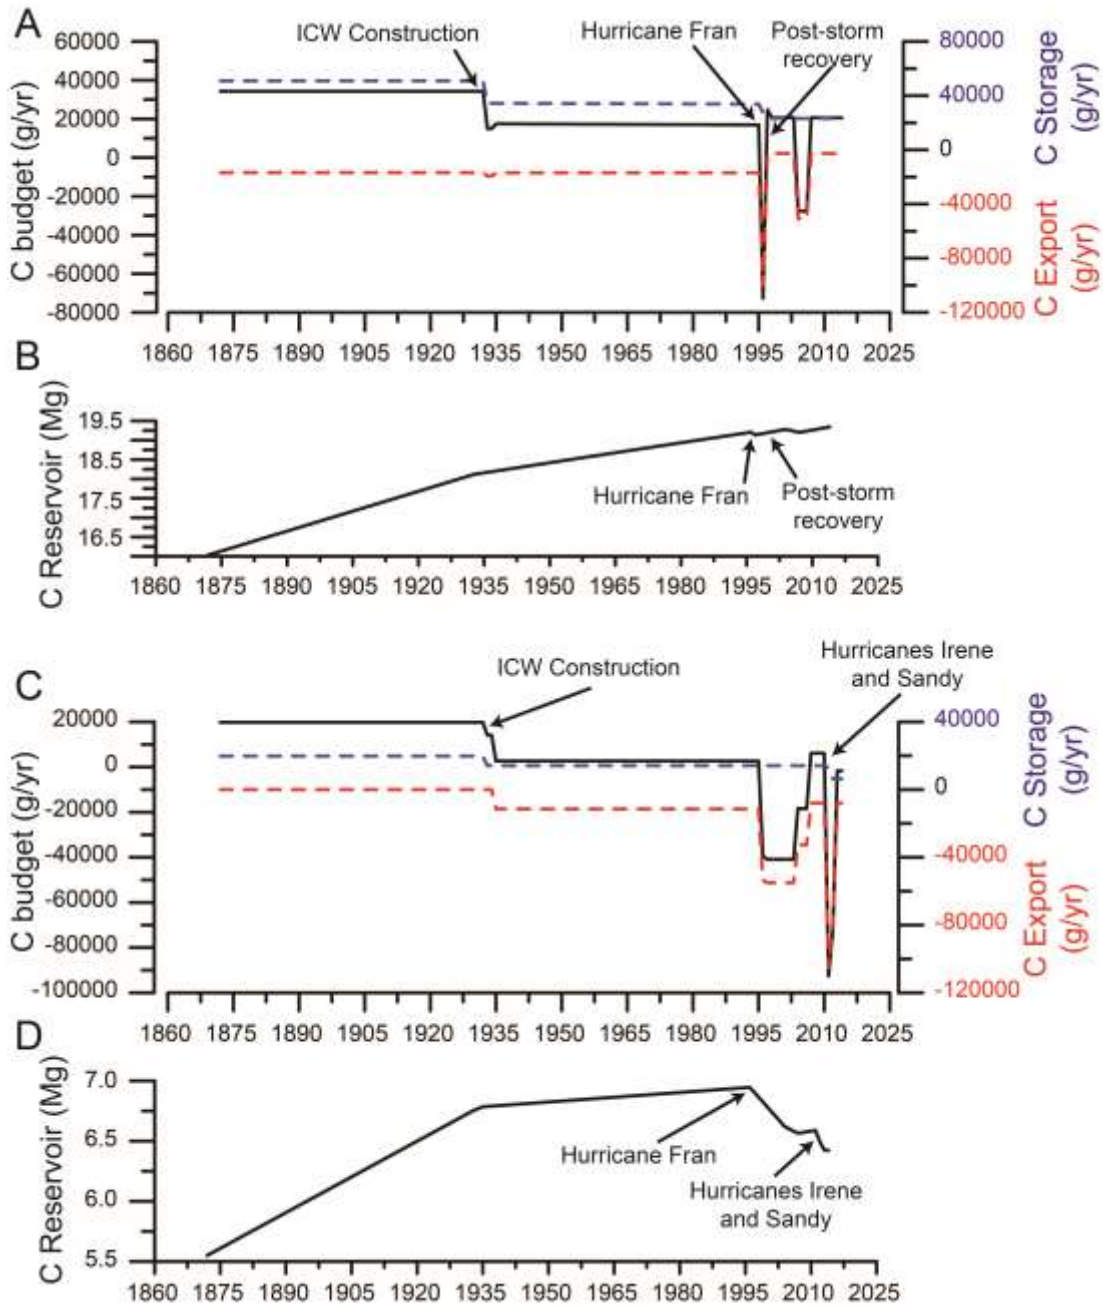 A
ICW Construction
Hurricane Fran
Post-storm
recovery
C budget (g/yr)
60000
40000
20000
0
-20000
-40000
-60000
-80000
80000
40000
0
-40000
-80000
-120000
C Storage
(g/yr)
C Export
(g/yr)
1860 1875 1890 1905 1920 1935 1950 1965 1980 1995 2010 2025
B
C Reservoir (Mg)
19.5
18.5
17.5
16.5
Hurricane Fran
Post-storm
recovery
1860 1875 1890 1905 1920 1935 1950 1965 1980 1995 2010 2025
C
ICW Construction
Hurricanes Irene
and Sandy
C budget (g/yr)
20000
0
-20000
-40000
-60000
-80000
-100000
40000
0
-40000
-80000
-120000
C Storage
(g/yr)
C Export
(g/yr)
1860 1875 1890 1905 1920 1935 1950 1965 1980 1995 2010 2025
D
C Reservoir (Mg)
7.0
6.5
6.0
5.5
Hurricane Fran
Hurricanes Irene
and Sandy
1860 1875 1890 1905 1920 1935 1950 1965 1980 1995 2010 2025